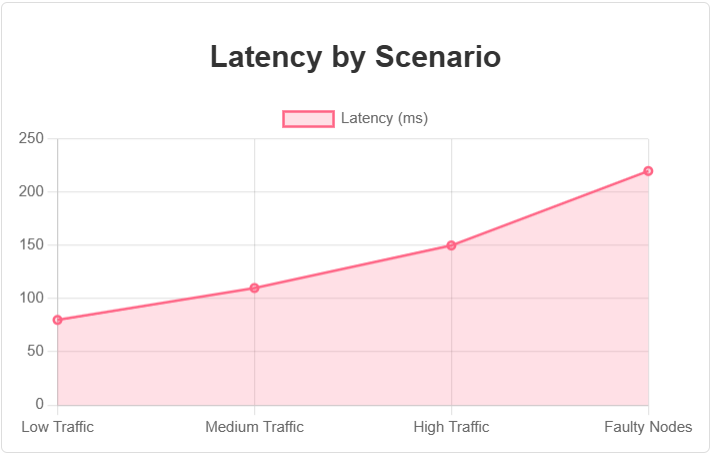 Latency by Scenario
Latency (ms)
250
200
150
100
50
0
Low Traffic Medium Traffic High Traffic Faulty Nodes